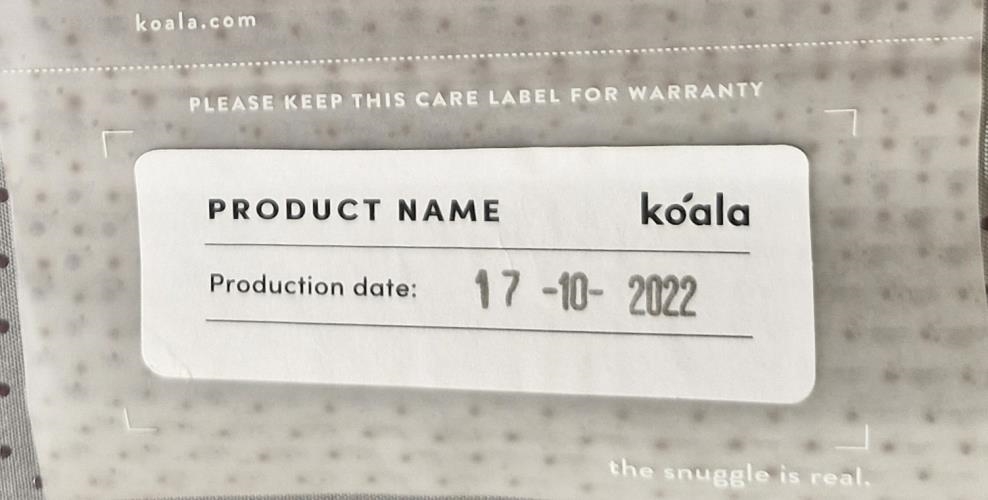 koala.com
PLEASE KEEP THIS CARE LABEL FOR WARRANTY
PRODUCT NAME koala
Production date: 17 -10- 2022
the snuggle is real.